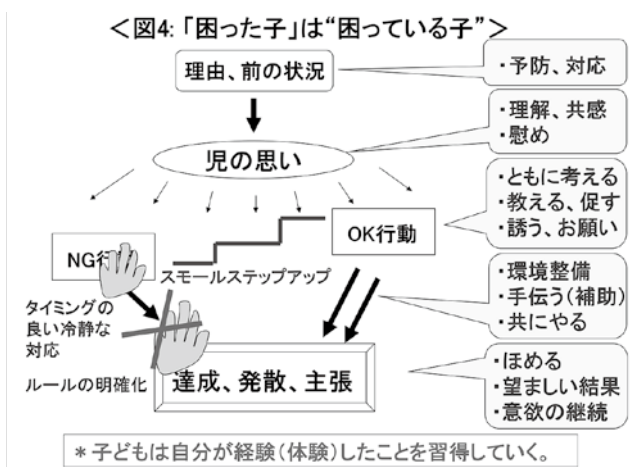 ＜図4:「困った子」は“困っている子”＞
理由、前の状況
・予防、対応
・理解、共感
・慰め
児の思い
・ともに考える
・教える、促す
・誘う、お願い
OK行動
NG行
スモールステップアップ
・環境整備
・手伝う(補助)
・共にやる
タイミングの
良い冷静な
対応
ルールの明確化
達成、発散、主張
・ほめる
・望ましい結果
・意欲の継続
＊子どもは自分が経験(体験)したことを習得していく。